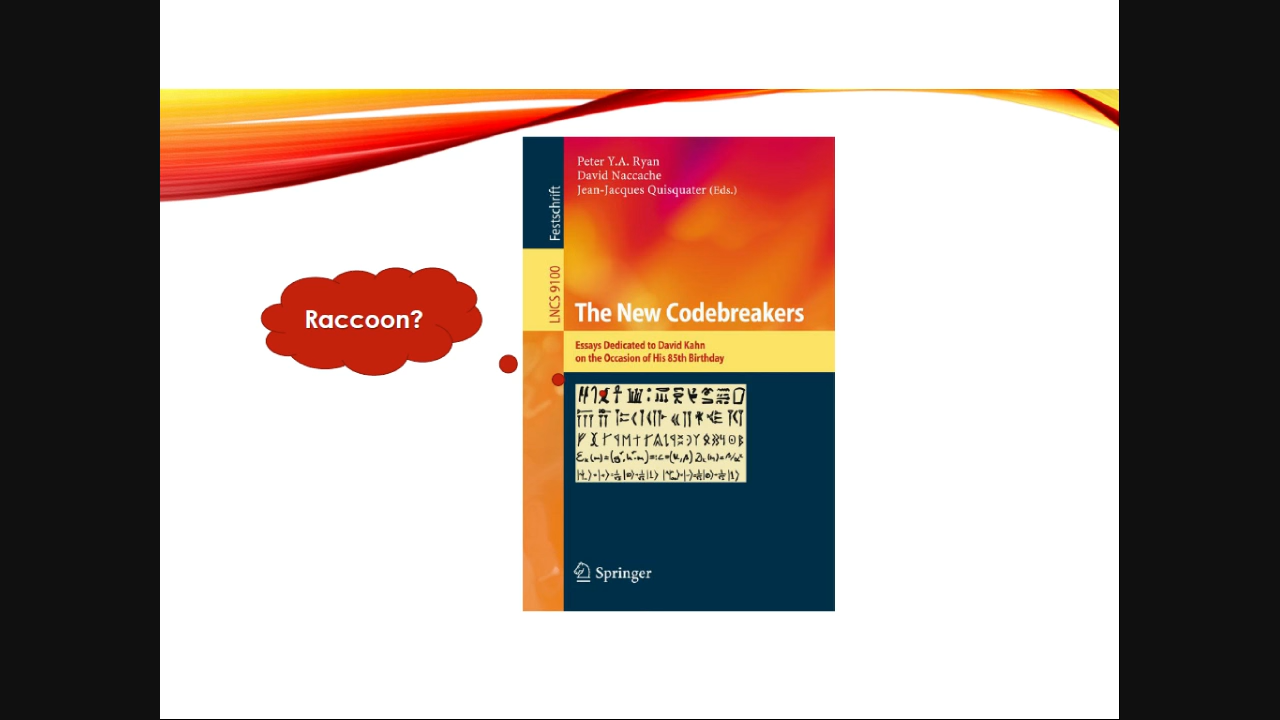 Raccoon?
Festschrift
LNCS 9100
Peter Y.A. Ryan
David Naccache
Jean-Jacques Quisquater (Eds.)
The New Codebreakers
Essays Dedicated to David Kahn
on the Occasion of His 85th Birthday
Springer